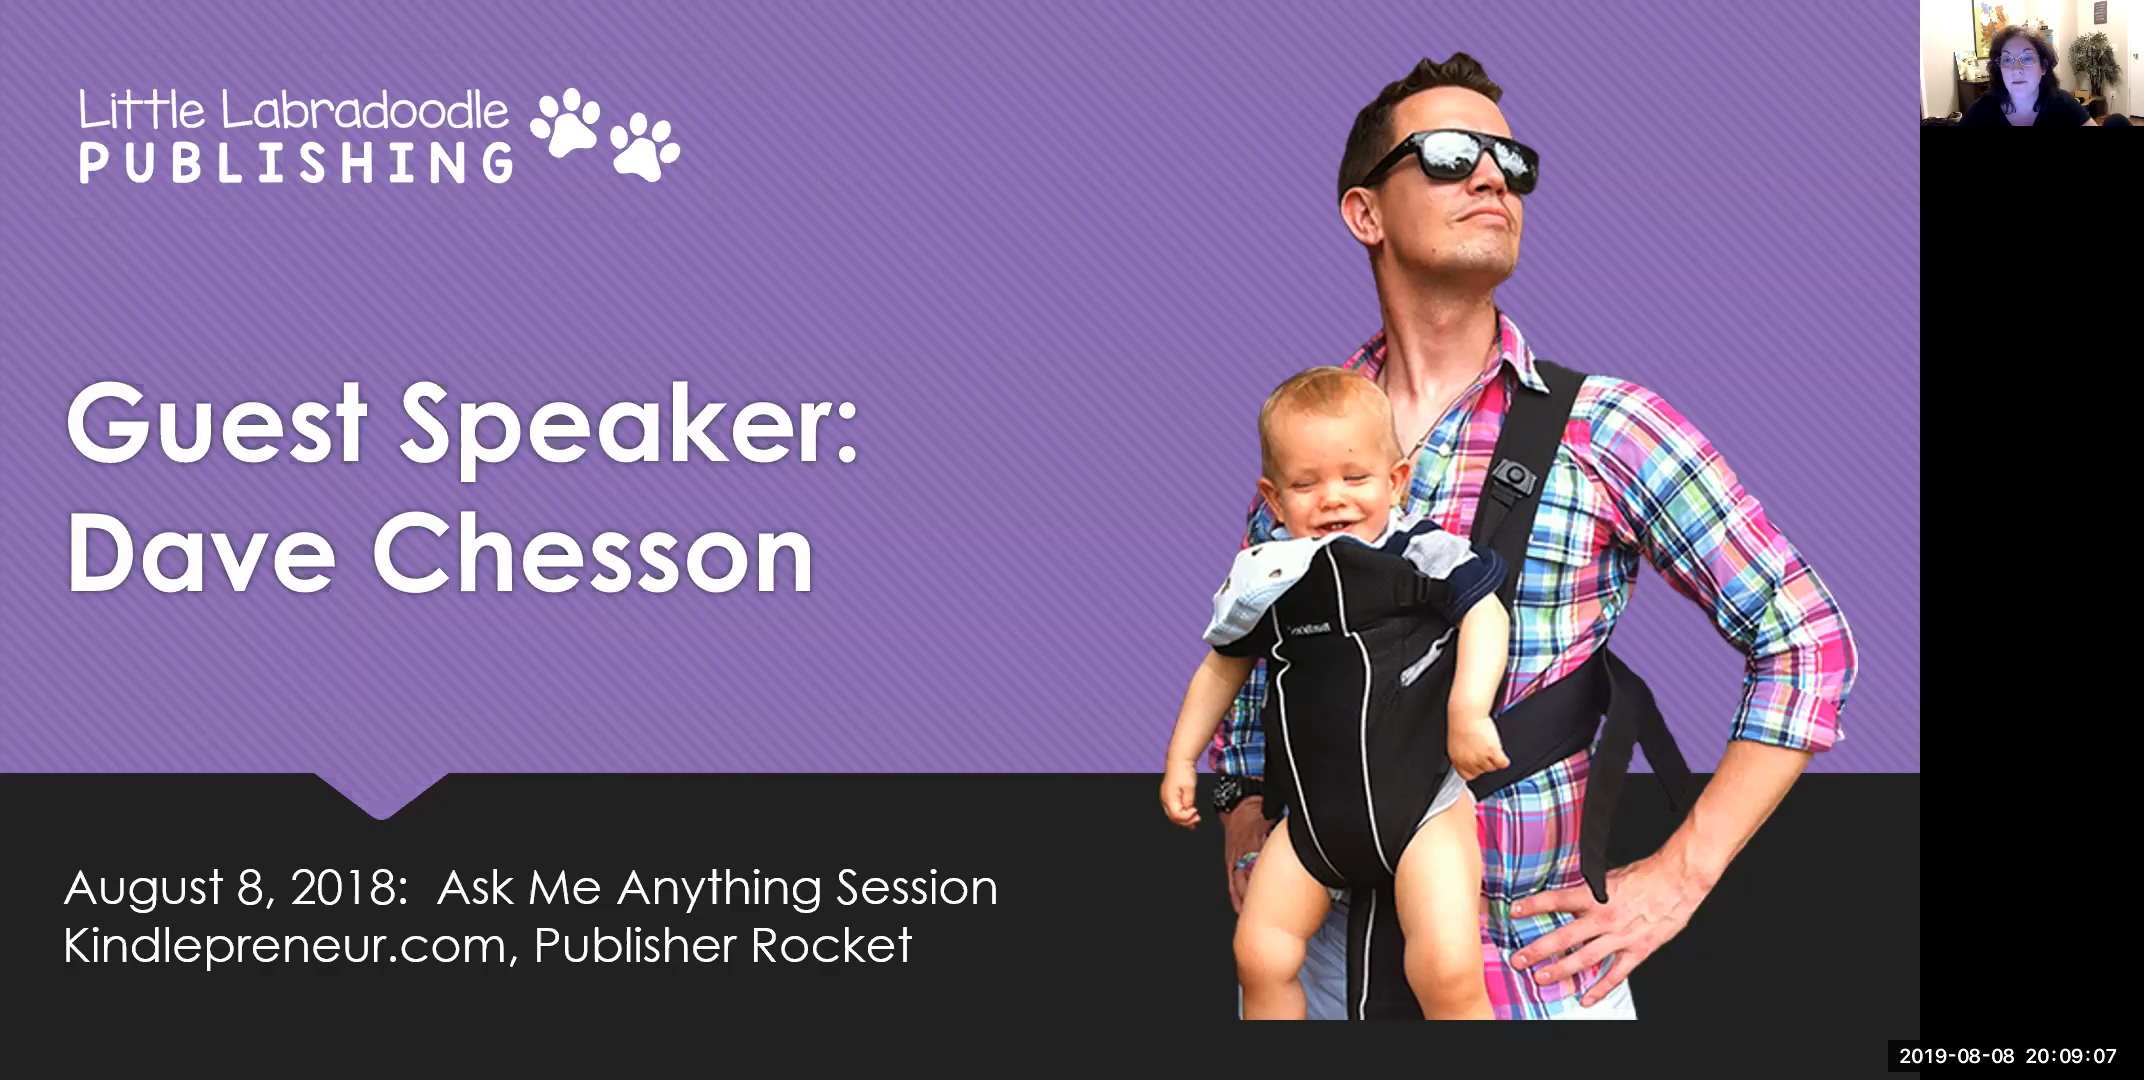 Little Labradoodle
PUBLISHING
Guest Speaker:
Dave Chesson
August 8, 2018:  Ask Me Anything Session
Kindlepreneur.com, Publisher Rocket
2019-08-08  20:09:07